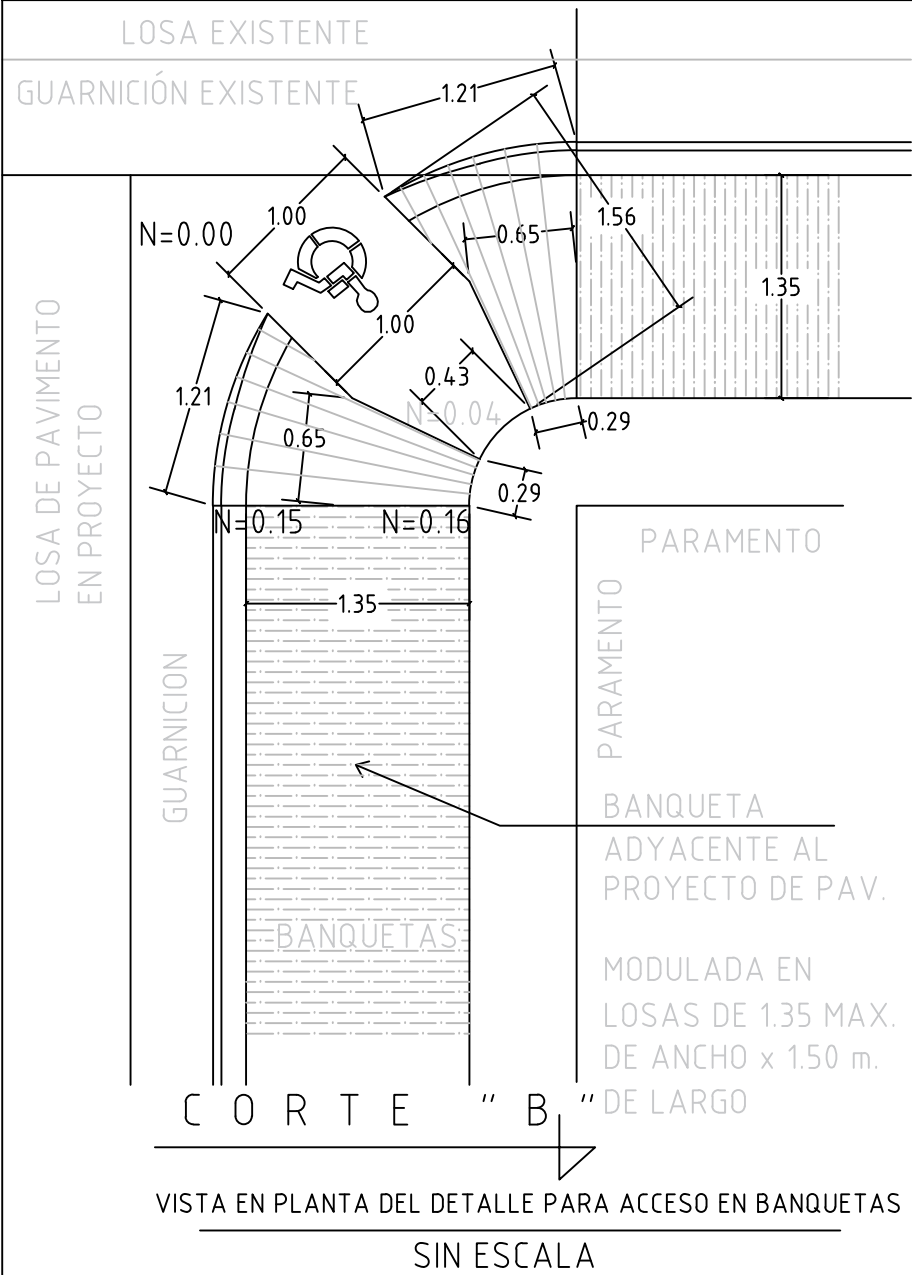 LOSA EXISTENTE
GUARNICIÓN EXISTENTE
1.21
1.00
N=0.00
0.65
1.56
1.35
1.00
1.21
0.43
N=0.04
0.65
0.29
0.29
N=0.15
N=0.16
LOSA DE PAVIMENTO
EN PROYECTO
PARAMENTO
1.35
PARAMENTO
GUARNICION
BANQUETA
ADYACENTE AL
PROYECTO DE PAV.
BANQUETAS
MODULADA EN
LOSAS DE 1.35 MAX.
DE ANCHO x 1.50 m.
DE LARGO
CORTE "B"
VISTA EN PLANTA DEL DETALLE PARA ACCESO EN BANQUETAS
SIN ESCALA